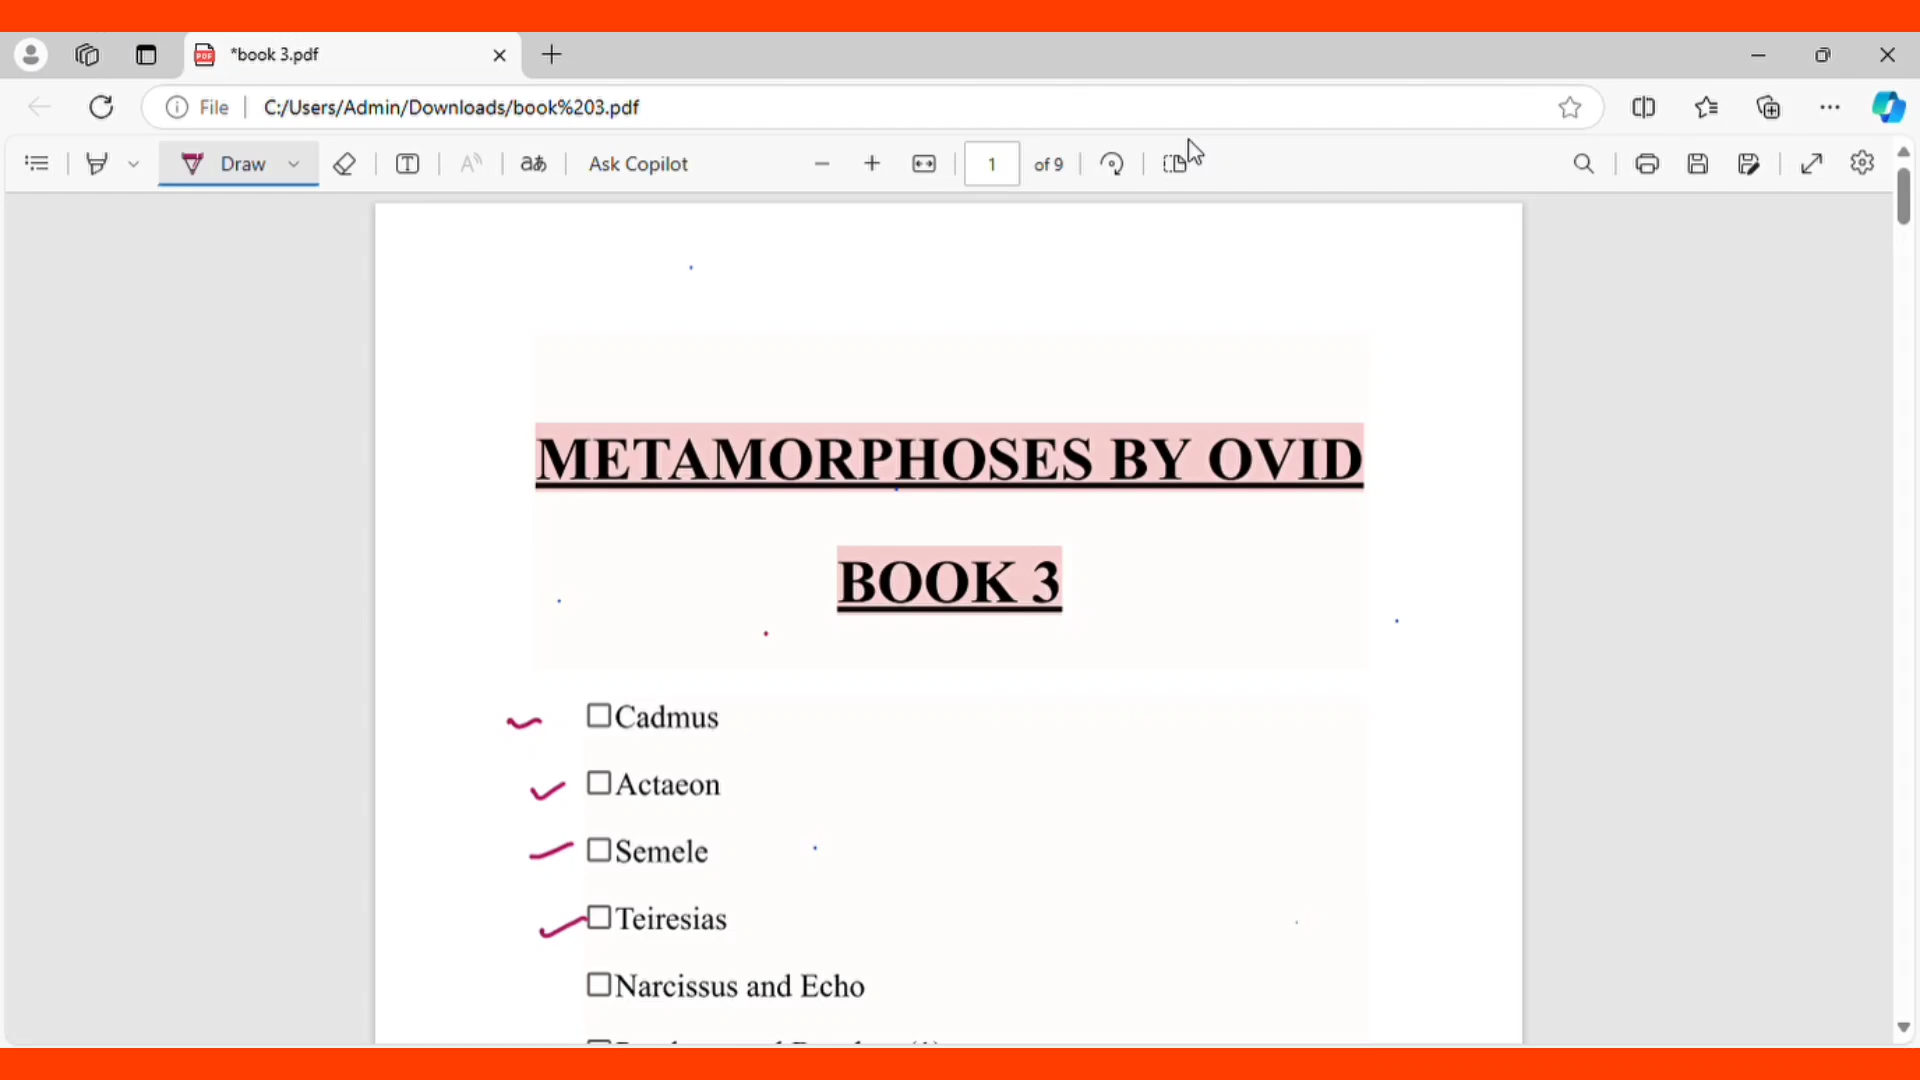 *book 3.pdf
File C:/Users/Admin/Downloads/book%203.pdf
Draw Ask Copilot 1 of 9
METAMORPHOSES BY OVID
BOOK 3
Cadmus
Actaeon
Semele
Teiresias
Narcissus and Echo